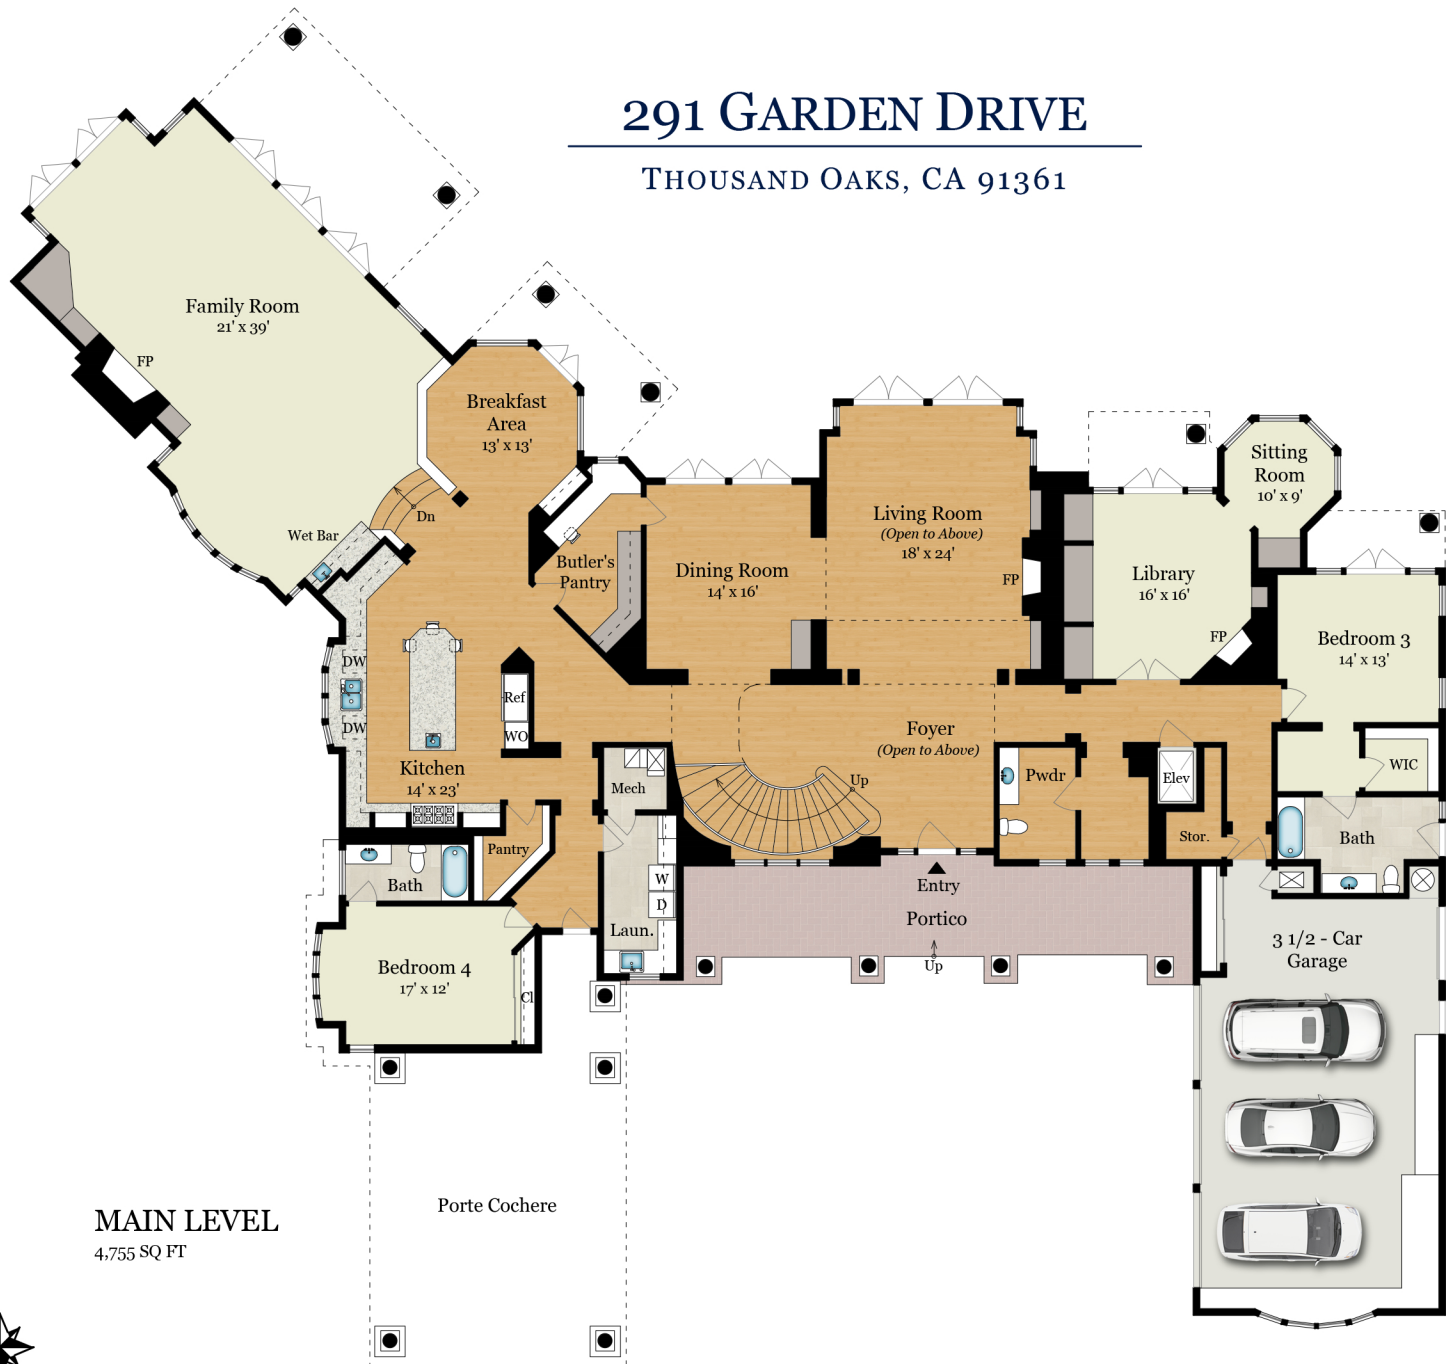 291 GARDEN DRIVE
THOUSAND OAKS, CA 91361
Family Room
21' x 39'
FP
Breakfast
Area
13' x 13'
Dn
Wet Bar
Butler's
Pantry
Dining Room
14' x 16'
Living Room
(Open to Above)
18' x 24'
FP
Library
16' x 16'
FP
Sitting
Room
10' x 9'
Bedroom 3
14' x 13'
WIC
Bath
DW
DW
Ref
WO
Kitchen
14' x 23'
Mech
Foyer
(Open to Above)
Up
Pwdr
Elev
Stor.
Pantry
Bath
W
D
Laun.
Entry
Portico
Up
Bedroom 4
17' x 12'
Cl
3 1/2 - Car
Garage
Porte Cochere
MAIN LEVEL
4,755 SQ FT